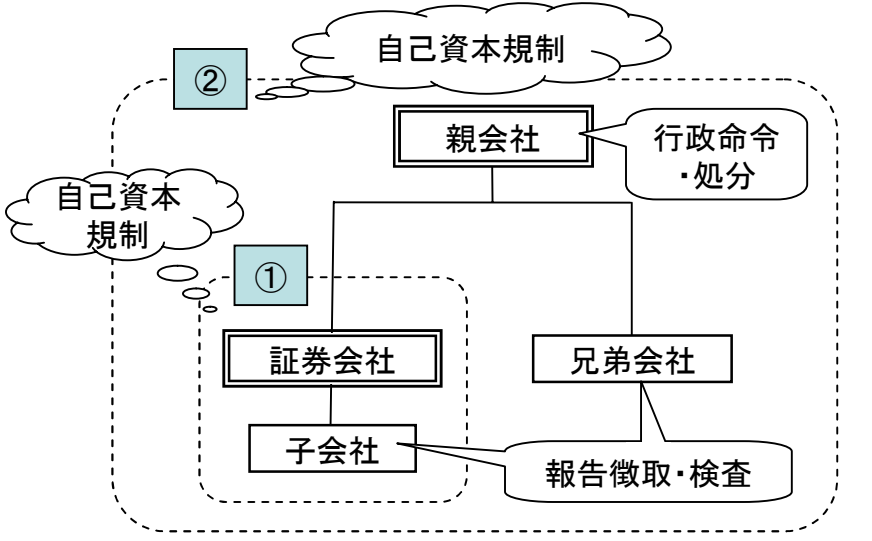 自己資本規制
②
親会社
行政命令
・処分
自己資本
規制
①
証券会社
兄弟会社
子会社
報告徴取・検査